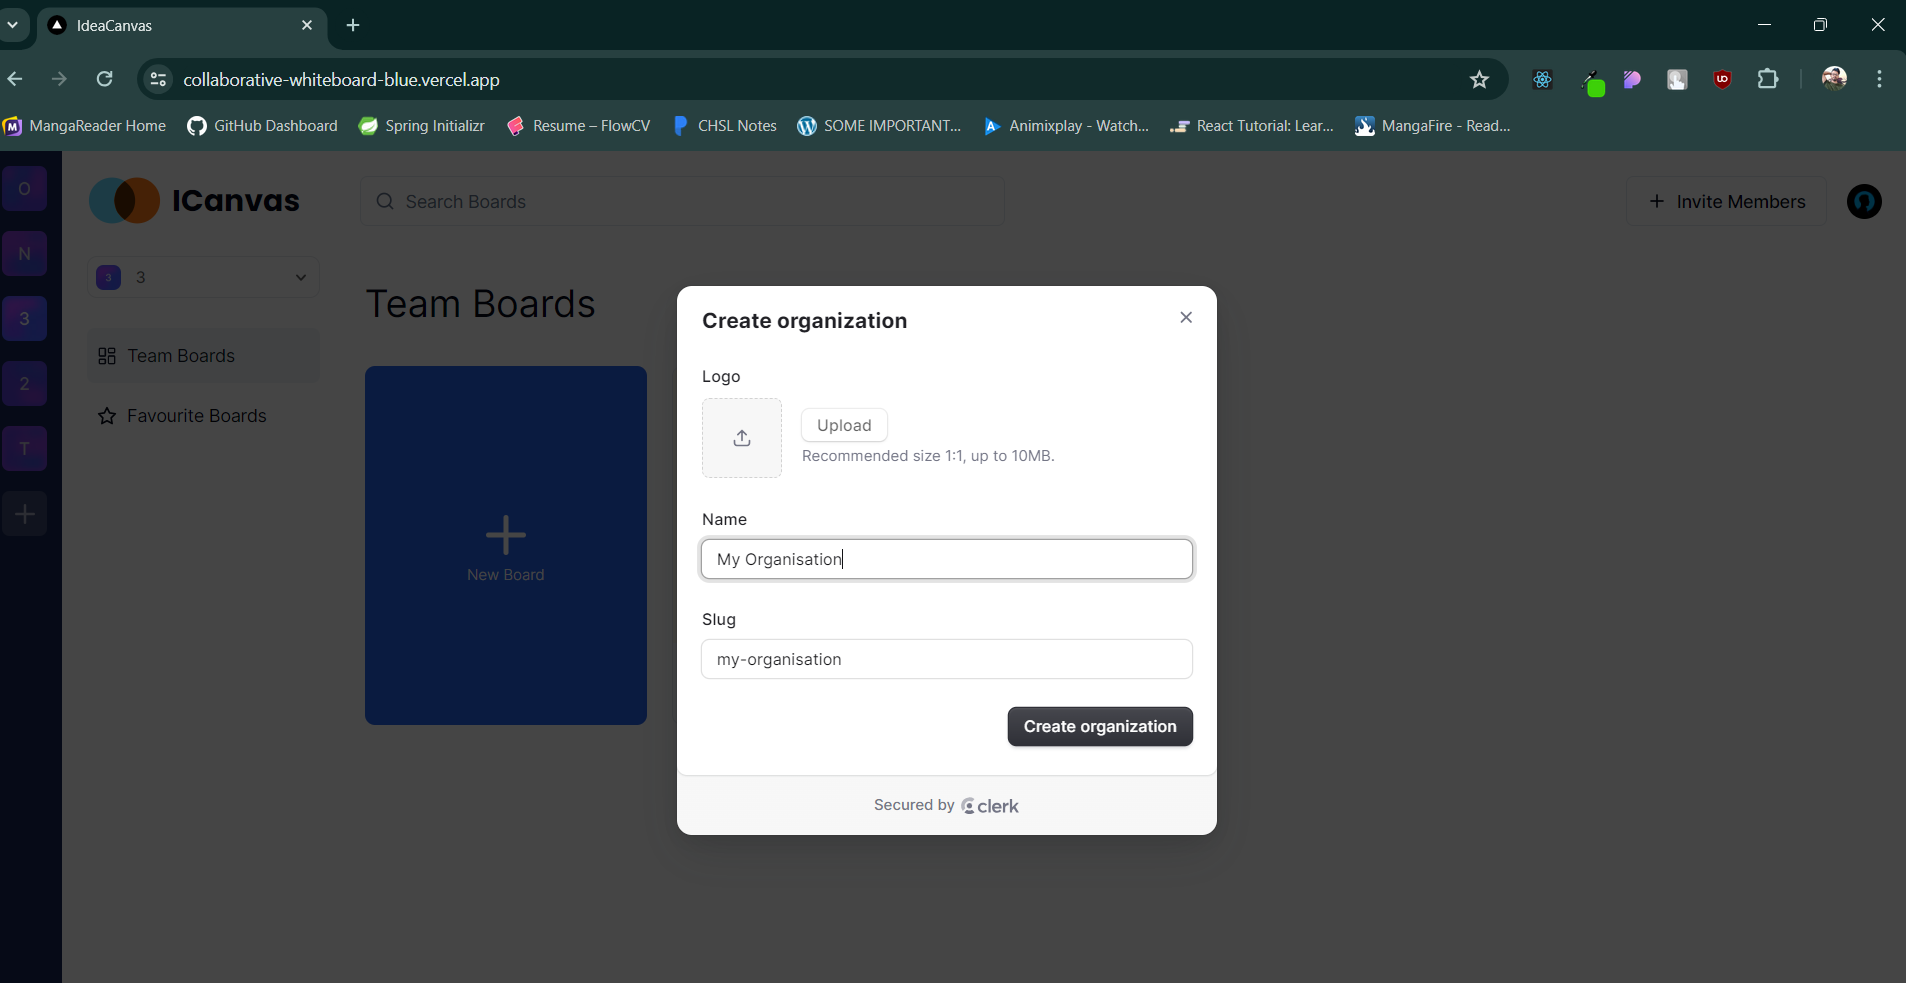 IdeaCanvas
collaborative-whiteboard-blue.vercel.app
MangaReader Home
GitHub Dashboard
Spring Initializr
Resume – FlowCV
CHSL Notes
SOME IMPORTANT...
Animixplay - Watch...
React Tutorial: Lear...
MangaFire - Read...
O
N
3
2
T
ICanvas
Search Boards
Invite Members
3 3
Team Boards
Favourite Boards
Team Boards
New Board
Create organization
Logo
Upload
Recommended size 1:1, up to 10MB.
Name
My Organisation
Slug
my-organisation
Create organization
Secured by clerk